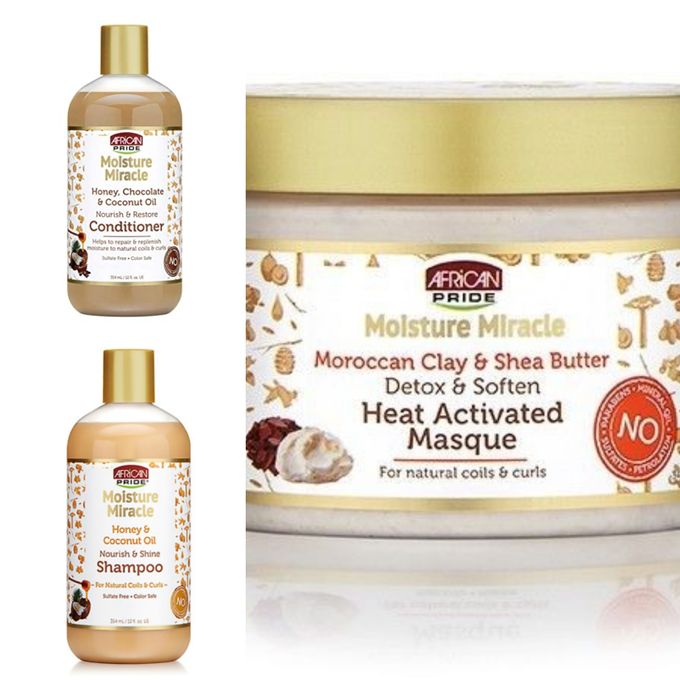 AFRICAN
PRIDE
Moisture
Miracle
Honey, Chocolate
& Coconut Oil
Nourish & Restore
Conditioner
Helps to repair & replenish
moisture to natural coils & curls
Sulfate Free • Color Safe
NO
AFRICAN
PRIDE
Moisture
Miracle
Honey &
Coconut Oil
Nourish & Shine
Shampoo
- For Natural Coils & Curls -
Sulfate Free • Color Safe
NO
AFRICAN
PRIDE
Moisture Miracle
Moroccan Clay & Shea Butter
Detox & Soften
Heat Activated
Masque
For natural coils & curls
PARABENS • MINERAL OIL • SULFATES • PETROLATUM
NO